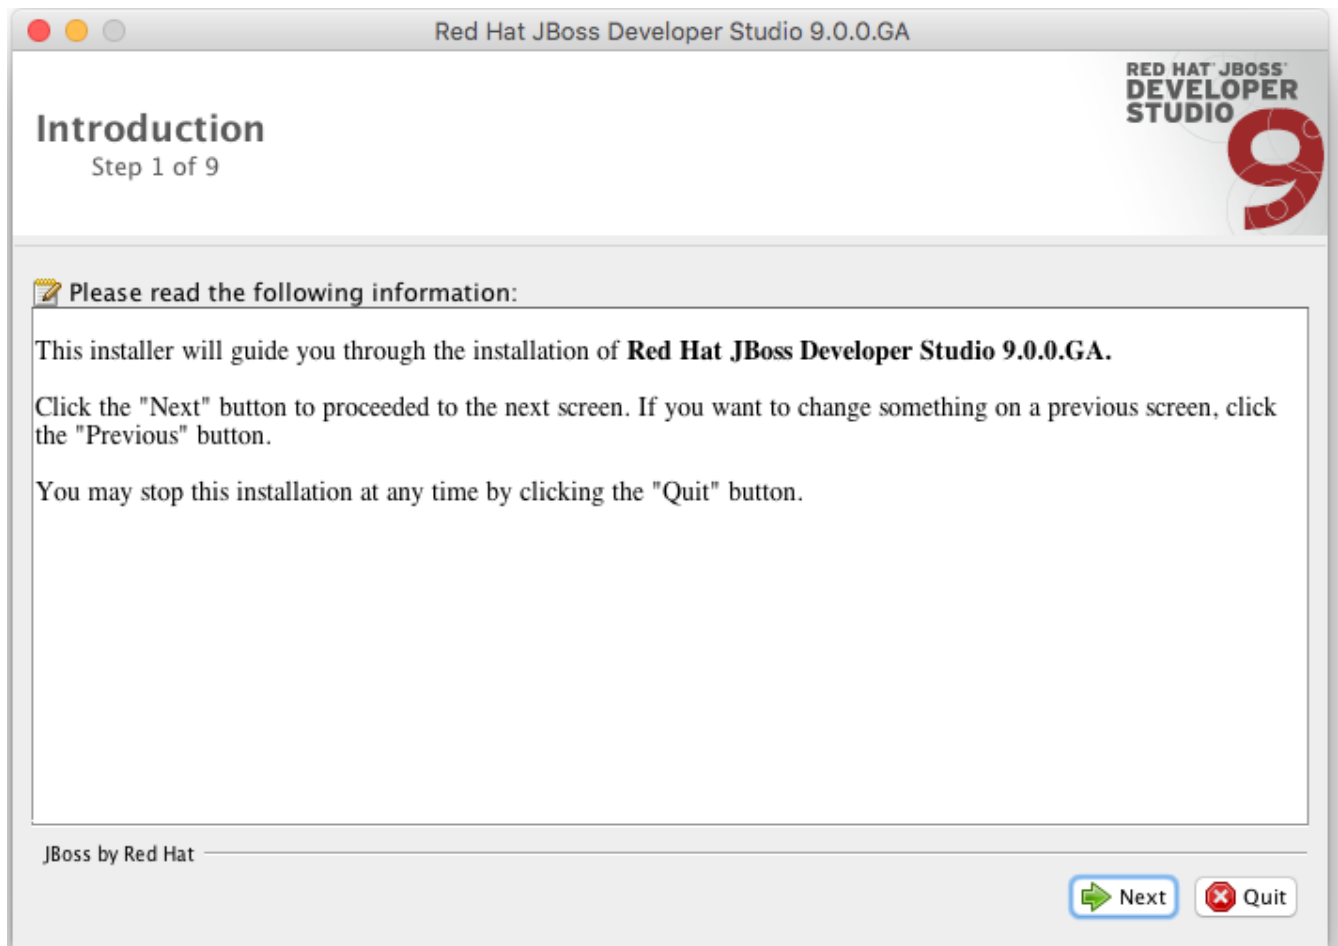 Red Hat JBoss Developer Studio 9.0.0.GA
RED HAT® JBOSS®
DEVELOPER
STUDIO
9
Introduction
Step 1 of 9
Please read the following information:
This installer will guide you through the installation of Red Hat JBoss Developer Studio 9.0.0.GA.
Click the "Next" button to proceeded to the next screen. If you want to change something on a previous screen, click
the "Previous" button.
You may stop this installation at any time by clicking the "Quit" button.
JBoss by Red Hat
Next
Quit